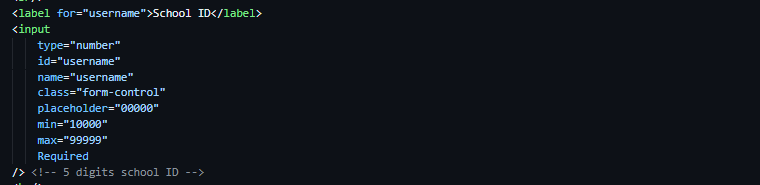 <label for="username">School ID</label>
<input
type="number"
id="username"
name="username"
class="form-control"
placeholder="00000"
min="10000"
max="99999"
Required
/> <!-- 5 digits school ID -->